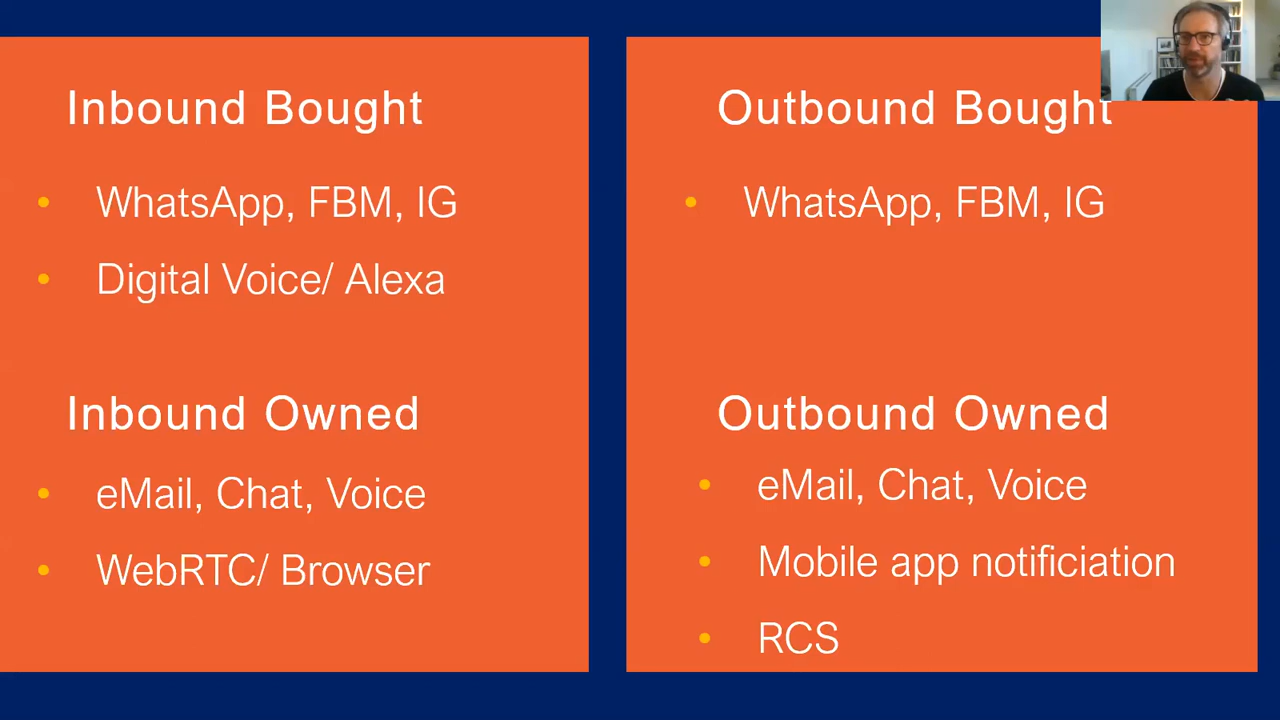 Inbound Bought
WhatsApp, FBM, IG
Digital Voice/ Alexa
Inbound Owned
eMail, Chat, Voice
WebRTC/ Browser
Outbound Bought
WhatsApp, FBM, IG
Outbound Owned
eMail, Chat, Voice
Mobile app notificiation
RCS